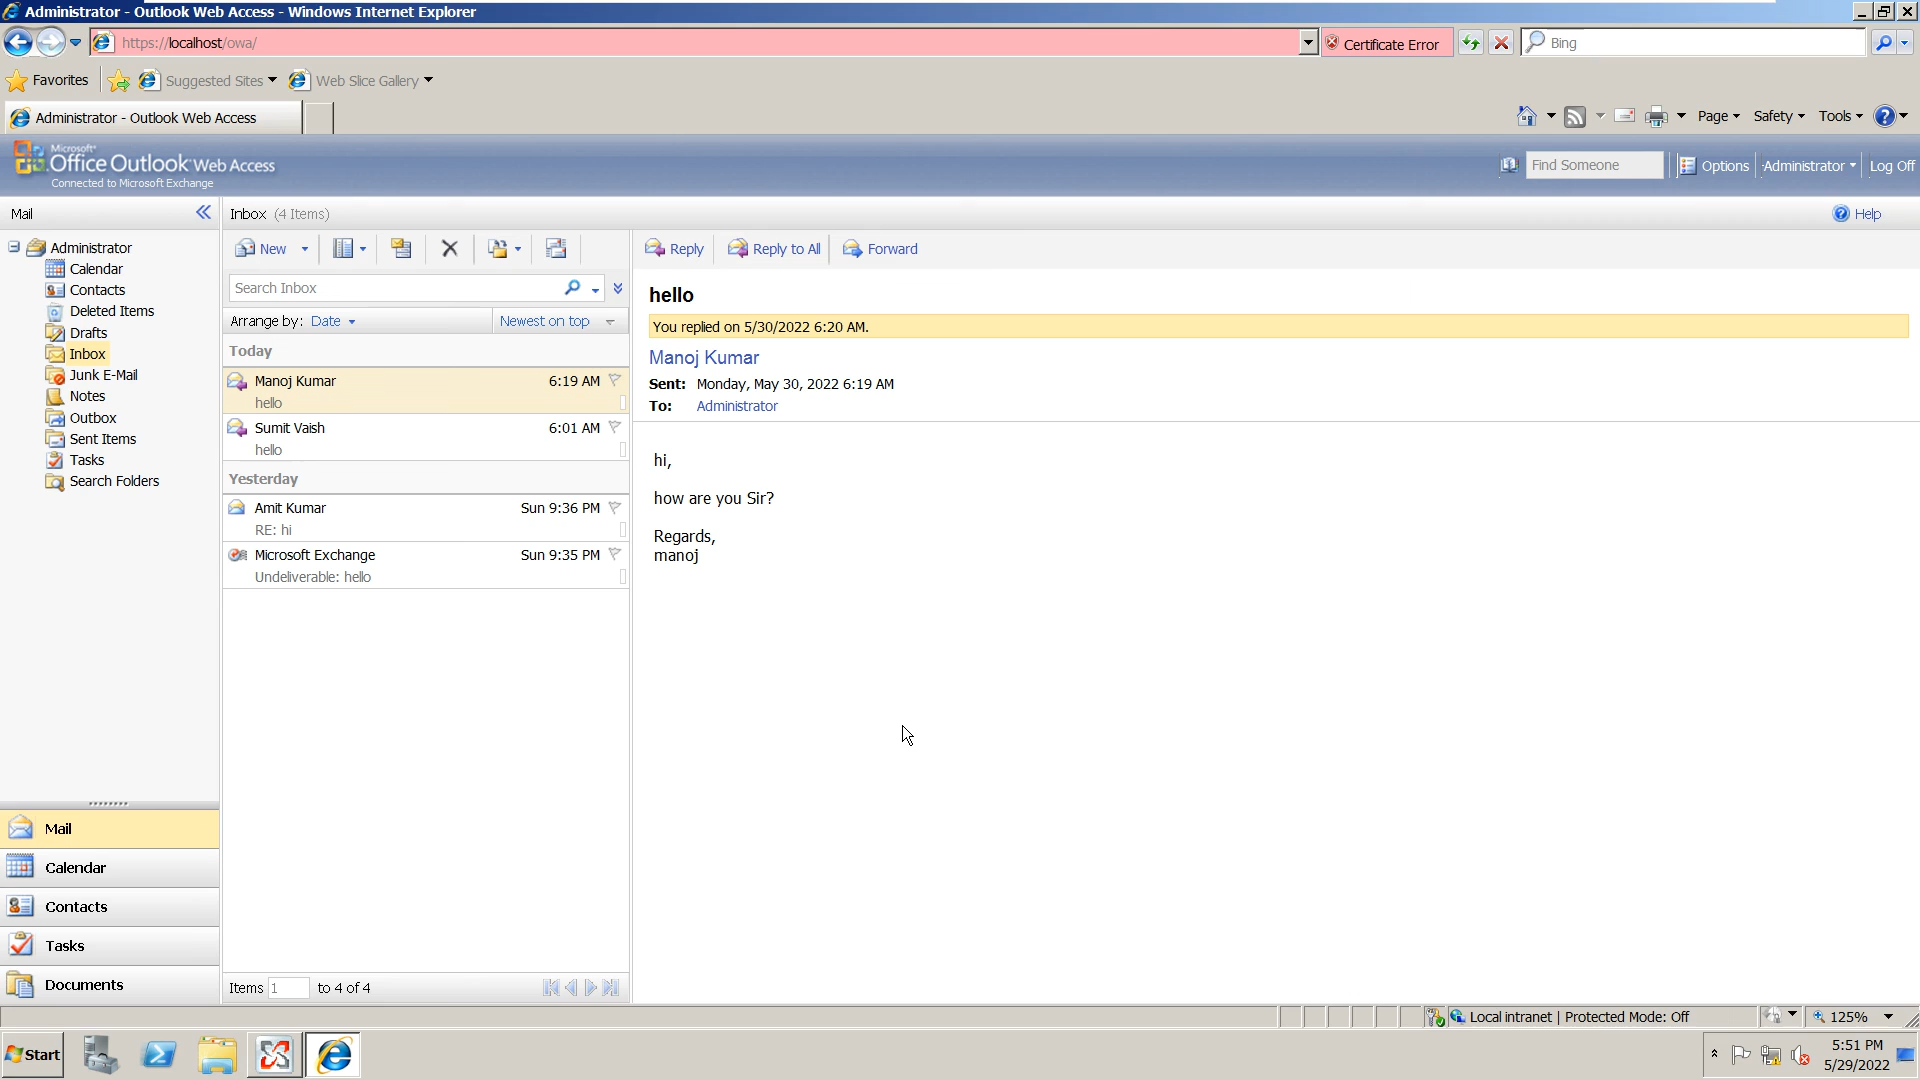 Administrator - Outlook Web Access - Windows Internet Explorer
https://localhost/owa/
Certificate Error
Bing
Favorites
Suggested Sites
Web Slice Gallery
Administrator - Outlook Web Access
Page
Safety
Tools
Microsoft
Office Outlook Web Access
Connected to Microsoft Exchange
Find Someone
Options
Administrator
Log Off
Mail
Inbox (4 Items)
Help
Administrator
Calendar
Contacts
Deleted Items
Drafts
Inbox
Junk E-Mail
Notes
Outbox
Sent Items
Tasks
Search Folders
Mail
Calendar
Contacts
Tasks
Documents
New
Search Inbox
Arrange by: Date
Newest on top
Today
Manoj Kumar 6:19 AM
hello
Sumit Vaish 6:01 AM
hello
Yesterday
Amit Kumar Sun 9:36 PM
RE: hi
Microsoft Exchange Sun 9:35 PM
Undeliverable: hello
Items 1 to 4 of 4
Reply
Reply to All
Forward
hello
You replied on 5/30/2022 6:20 AM.
Manoj Kumar
Sent: Monday, May 30, 2022 6:19 AM
To: Administrator
hi,
how are you Sir?
Regards,
manoj
Local intranet | Protected Mode: Off
125%
Start
5:51 PM
5/29/2022